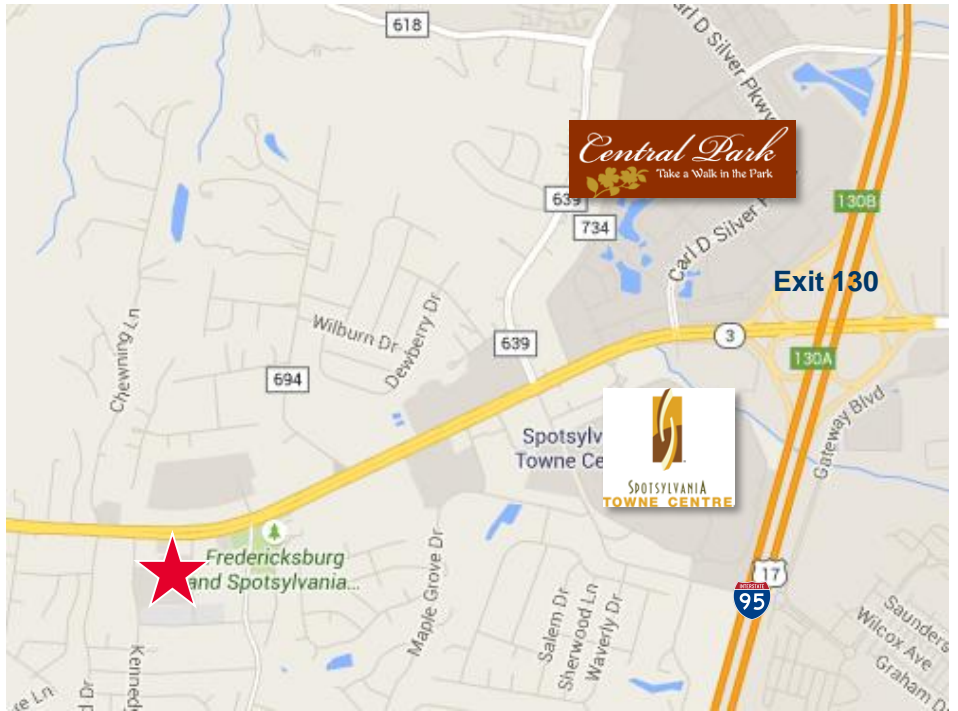 618
Carl D Silver Pkwy
Central Park
Take a Walk in the Park
639
734
130B
Carl D Silver P
Exit 130
Chewning Ln
Wilburn Dr
Dewberry Dr
639
3
130A
694
Gateway Blvd
Spotsylv
Towne Ce
SPOTSYLVANIA
TOWNE CENTRE
Fredericksburg
and Spotsylvania...
Maple Grove Dr
17
INTERSTATE
95
Salem Dr
Sherwood Ln
Waverly Dr
Saunders
Wilcox Ave
Graham D
Kenned
re Ln
d Dr